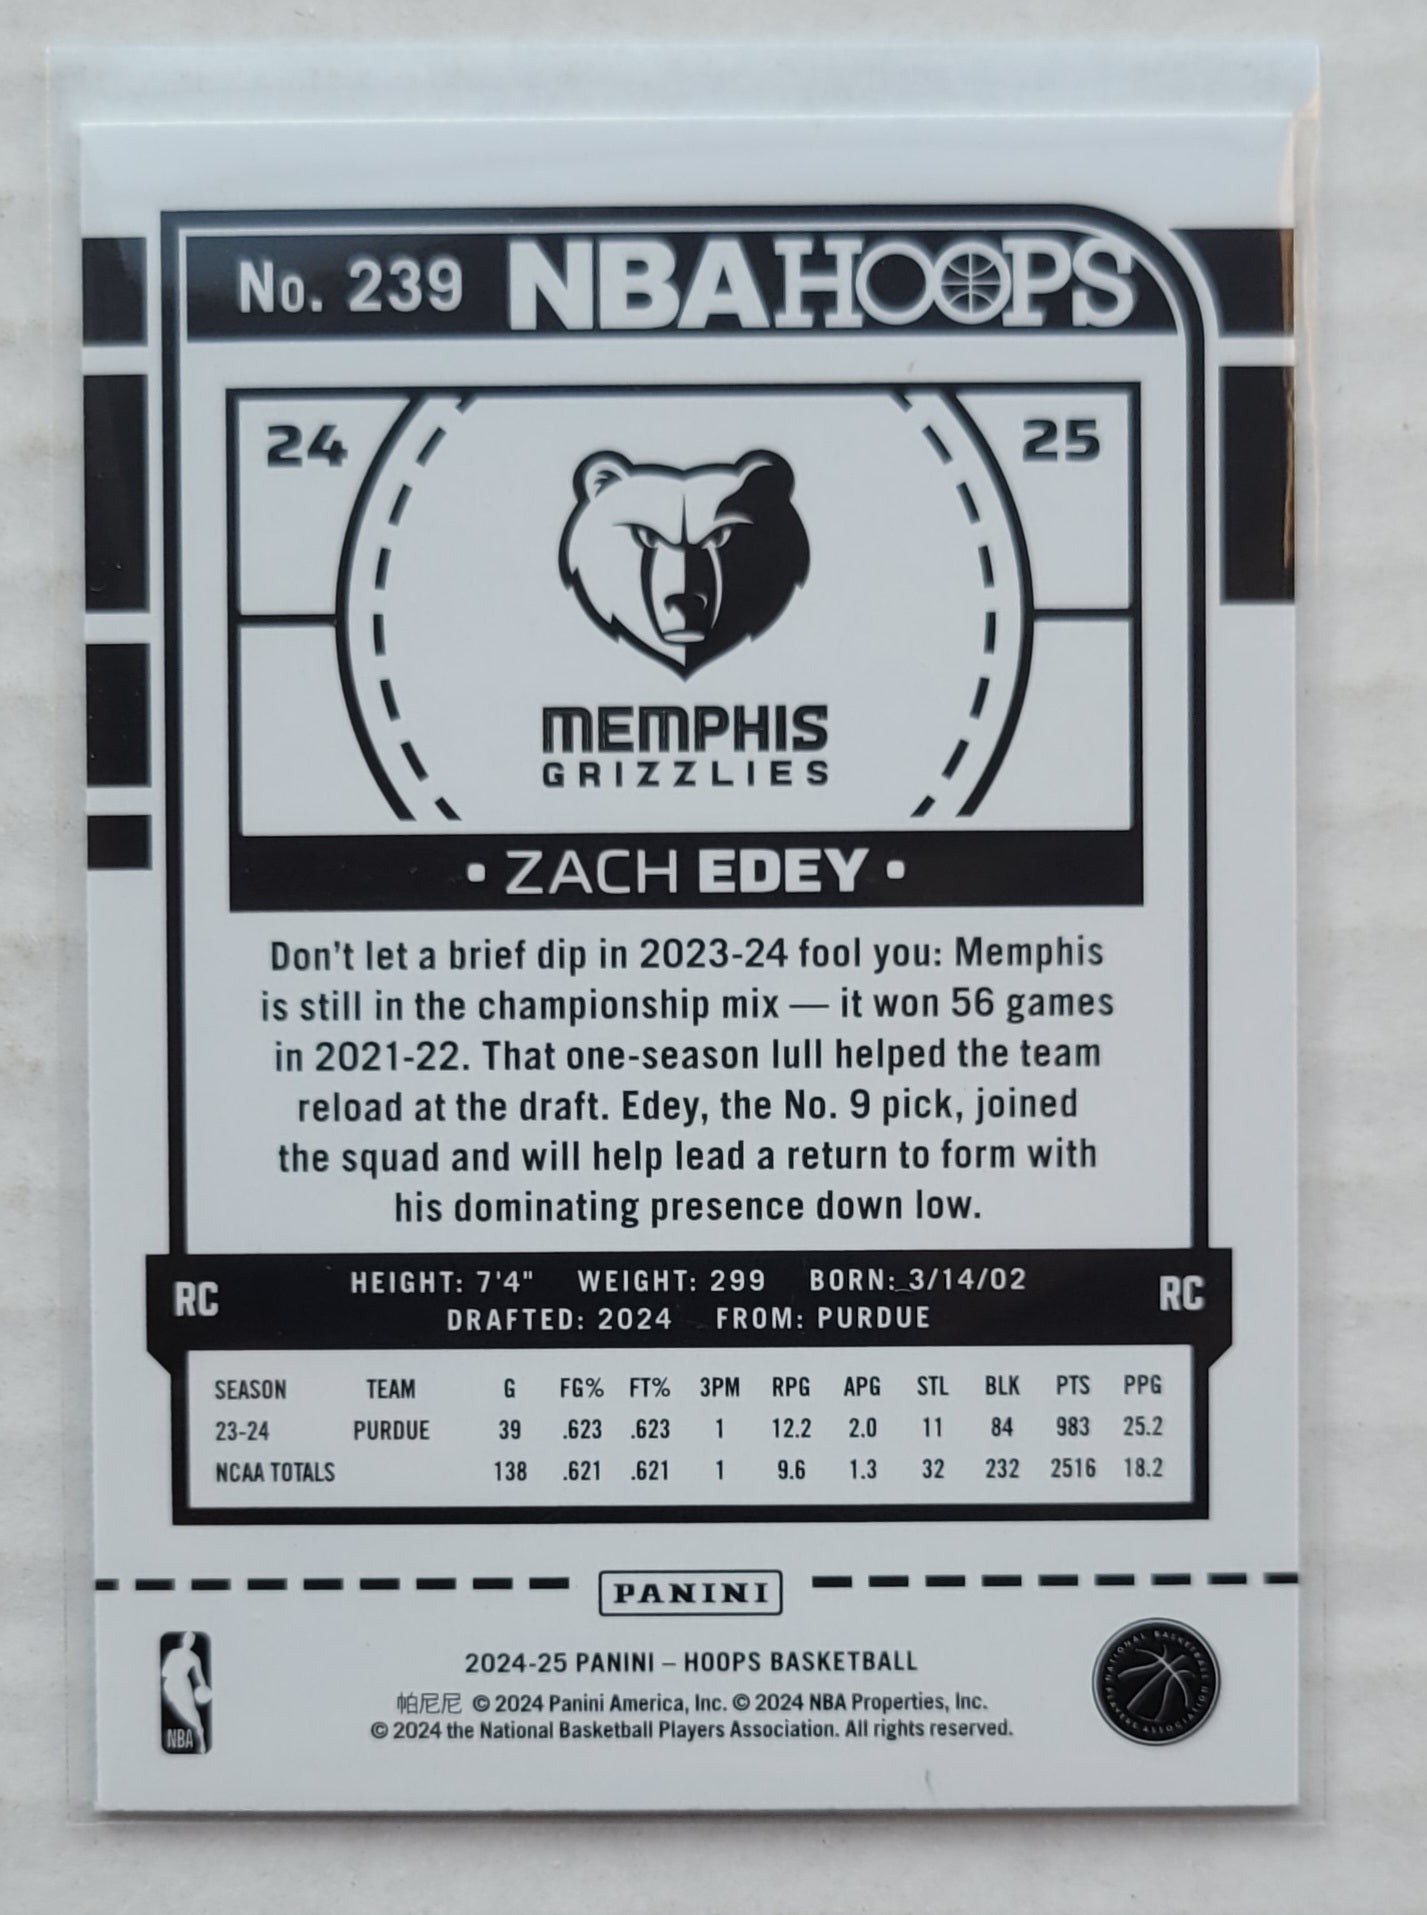 No. 239 NBA HOOPS
24 25
MEMPHIS
GRIZZLIES
• ZACH EDEY •
Don't let a brief dip in 2023-24 fool you: Memphis
is still in the championship mix — it won 56 games
in 2021-22. That one-season lull helped the team
reload at the draft. Edey, the No. 9 pick, joined
the squad and will help lead a return to form with
his dominating presence down low.
RC HEIGHT: 7'4" WEIGHT: 299 BORN: 3/14/02 RC
DRAFTED: 2024 FROM: PURDUE
SEASON TEAM G FG% FT% 3PM RPG APG STL BLK PTS PPG
23-24 PURDUE 39 .623 .623 1 12.2 2.0 11 84 983 25.2
NCAA TOTALS 138 .621 .621 1 9.6 1.3 32 232 2516 18.2
PANINI
2024-25 PANINI – HOOPS BASKETBALL
帕尼尼 © 2024 Panini America, Inc. © 2024 NBA Properties, Inc.
© 2024 the National Basketball Players Association. All rights reserved.
NBA
NATIONAL BASKETBALL PLAYERS ASSOCIATION